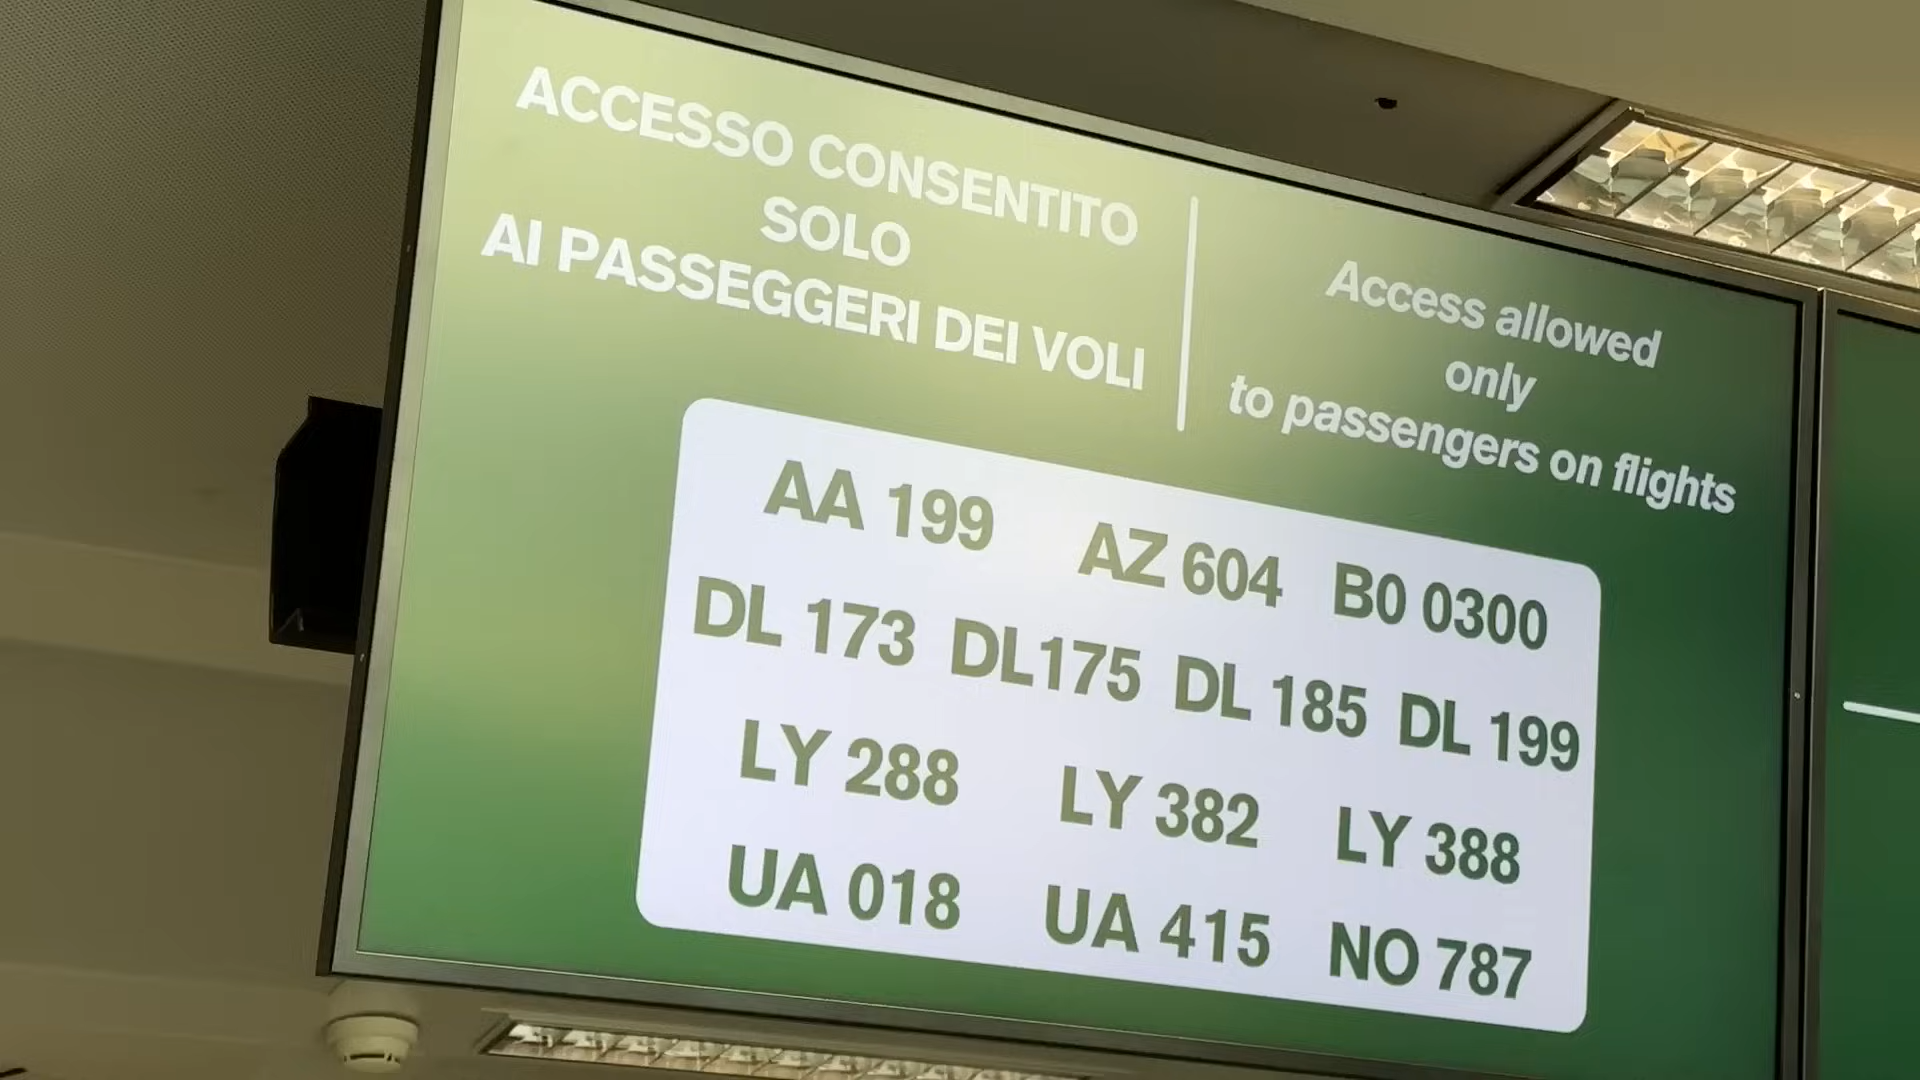 ACCESSO CONSENTITO
SOLO
AI PASSEGGERI DEI VOLI
Access allowed
only
to passengers on flights
AA 199 AZ 604 B0 0300
DL 173 DL175 DL 185 DL 199
LY 288 LY 382 LY 388
UA 018 UA 415 NO 787